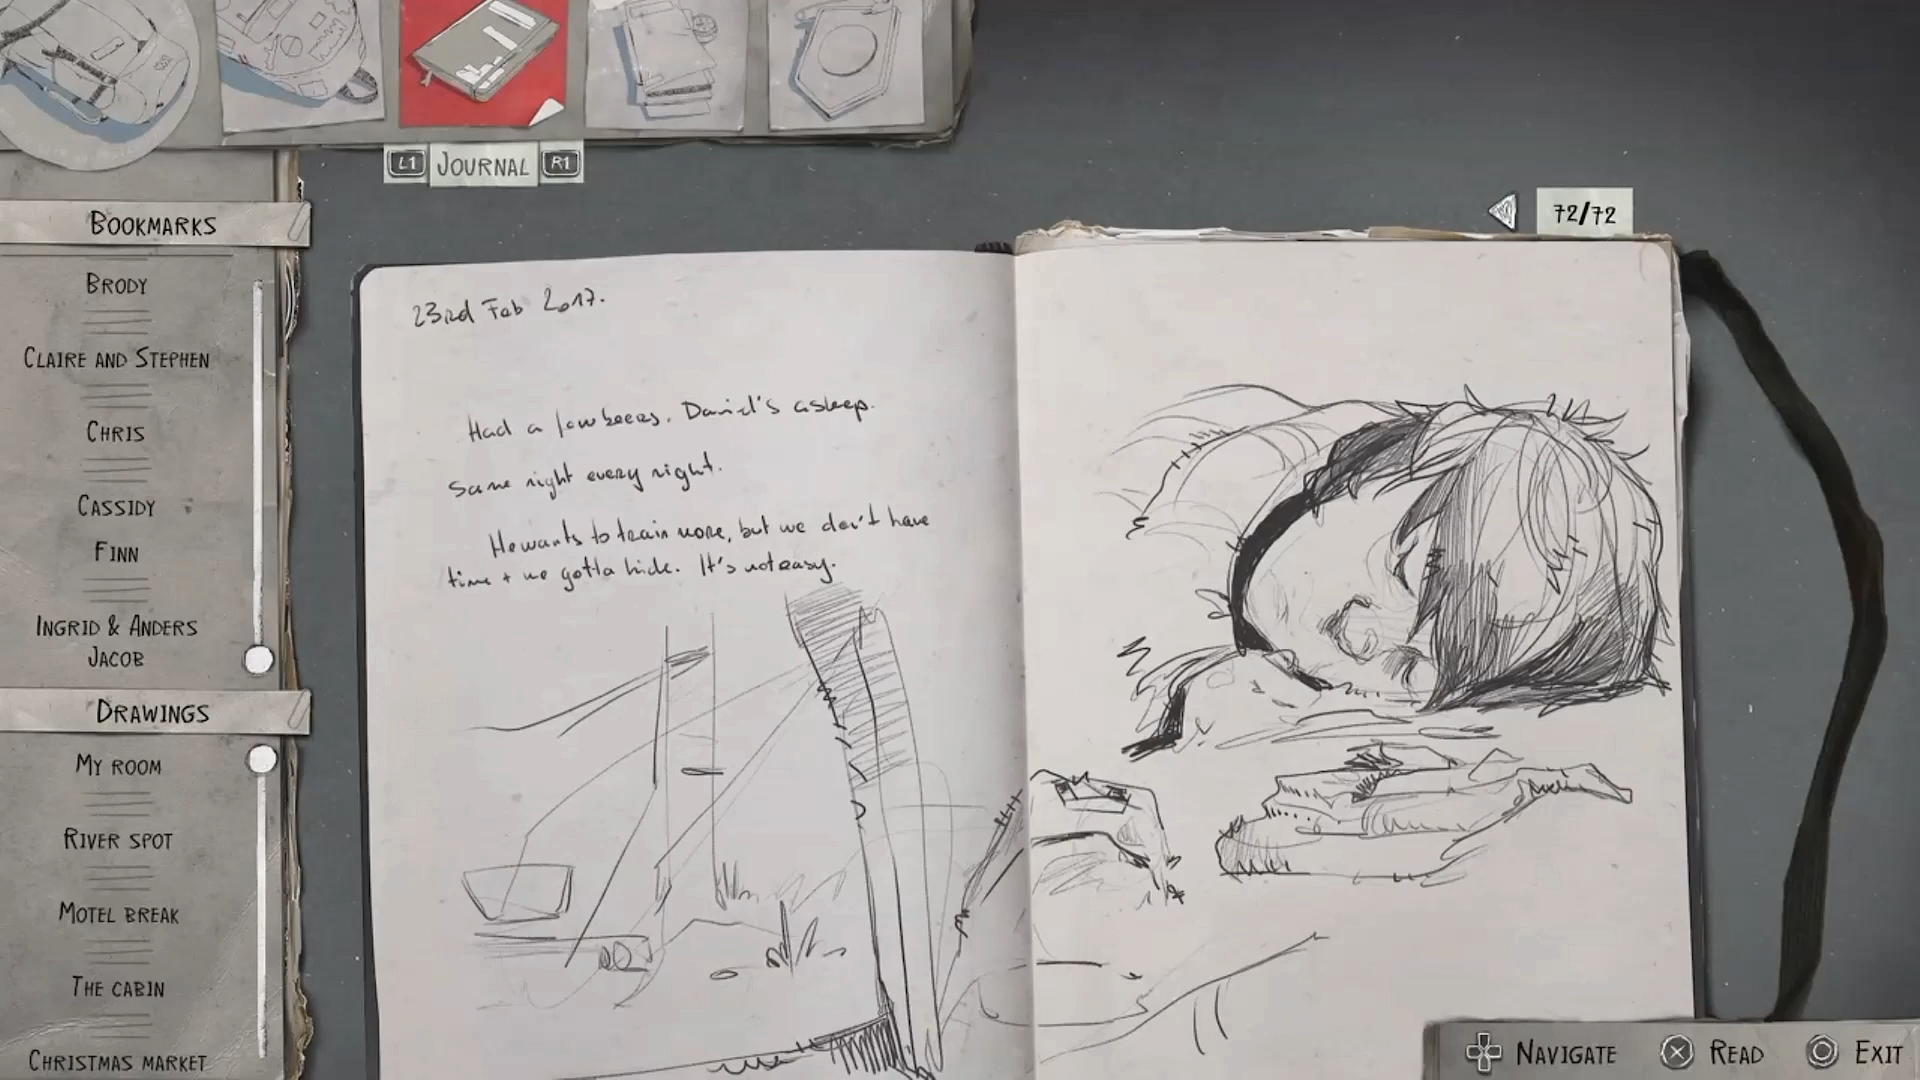 L1 JOURNAL R1
72/72
BOOKMARKS
BRODY
CLAIRE AND STEPHEN
CHRIS
CASSIDY
FINN
INGRID & ANDERS
JACOB
DRAWINGS
MY ROOM
RIVER SPOT
MOTEL BREAK
THE CABIN
CHRISTMAS MARKET
23rd Feb 2017.
Had a few beers. Daniel's asleep.
Same night every night.
He wants to train more, but we don't have
time + we gotta hide. It's not easy.
NAVIGATE READ EXIT